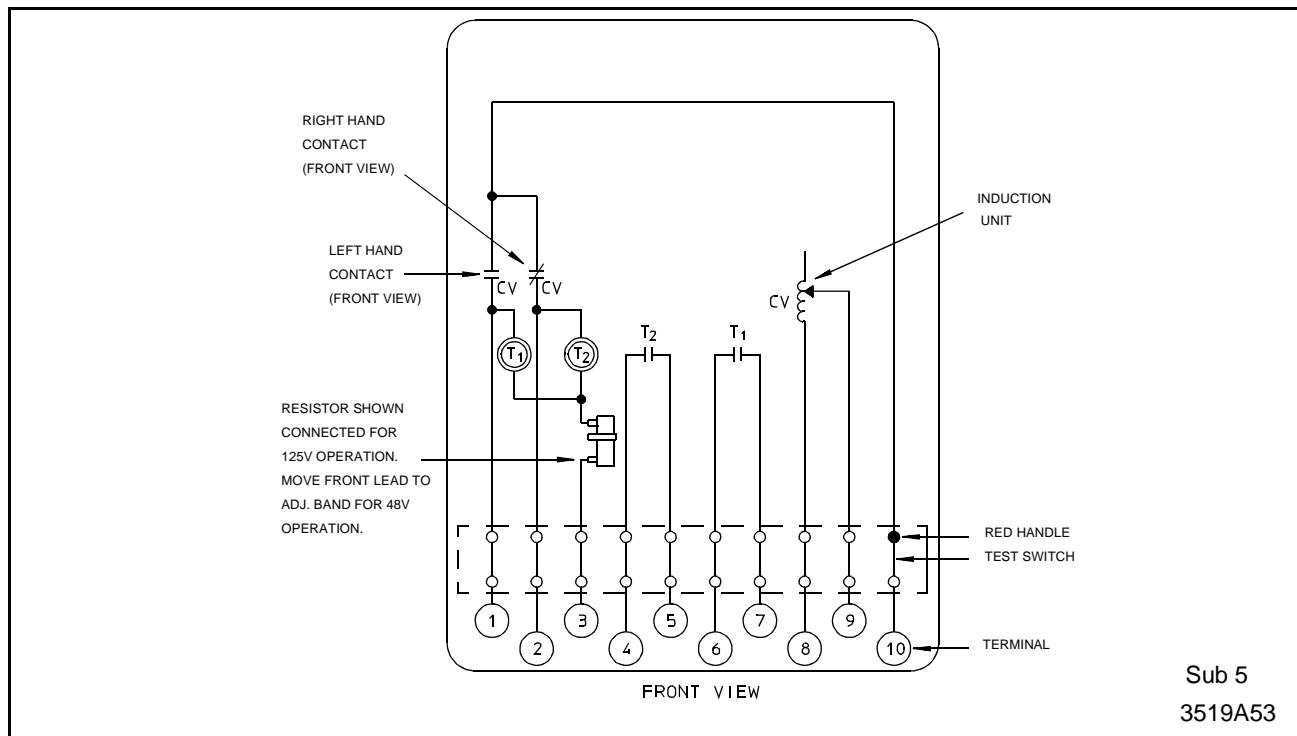 RIGHT HAND
CONTACT
(FRONT VIEW)
LEFT HAND
CONTACT
(FRONT VIEW)
CV
CV
T1
T2
T2
T1
CV
INDUCTION
UNIT
RESISTOR SHOWN
CONNECTED FOR
125V OPERATION.
MOVE FRONT LEAD TO
ADJ. BAND FOR 48V
OPERATION.
RED HANDLE
TEST SWITCH
1
2
3
4
5
6
7
8
9
10
TERMINAL
FRONT VIEW
Sub 5
3519A53